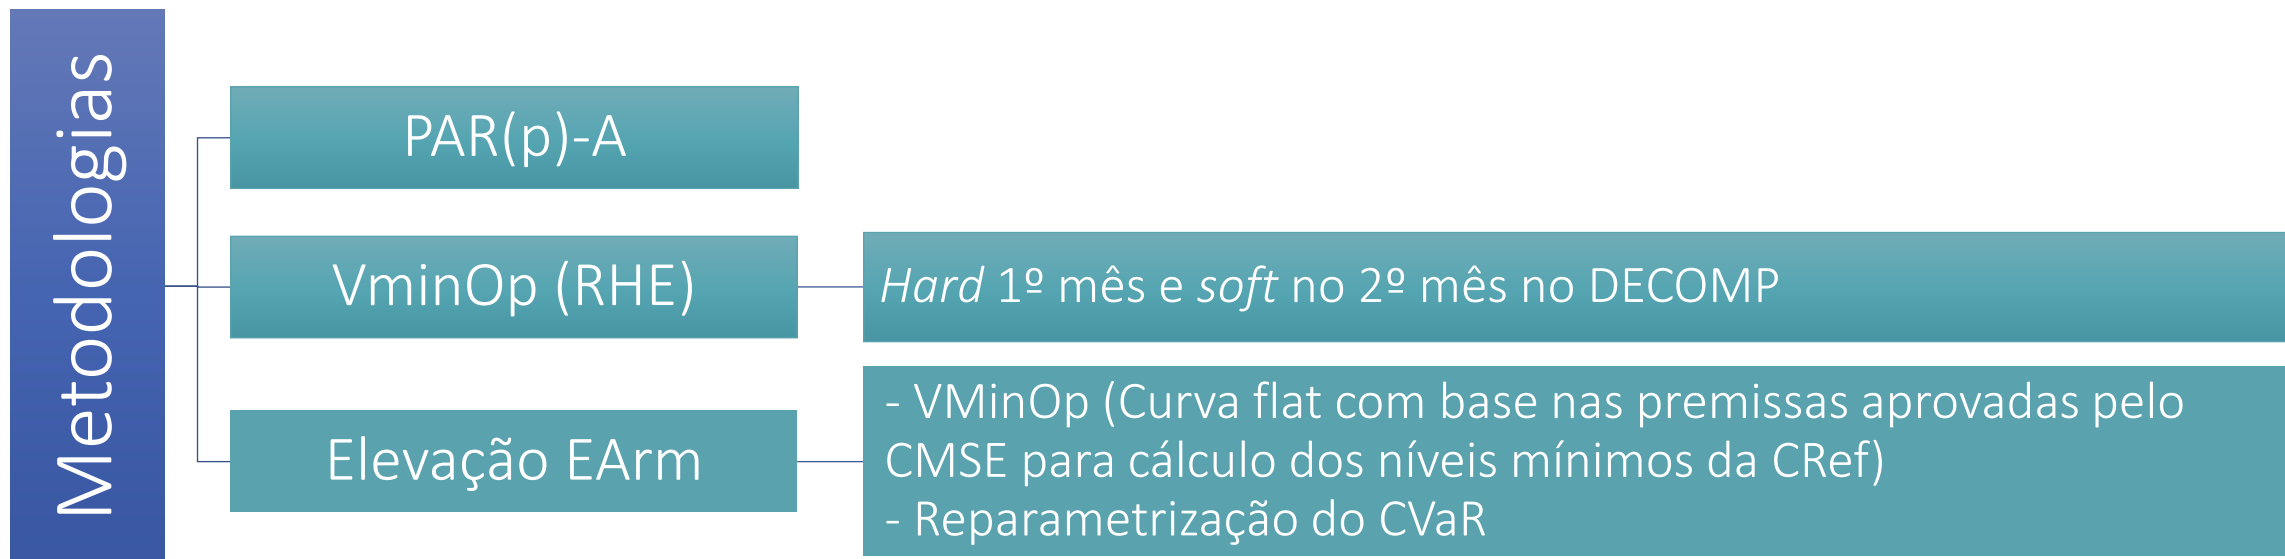 Metodologias
PAR(p)-A
VminOp (RHE)
Hard 1º mês e soft no 2º mês no DECOMP
Elevação EArm
- VMinOp (Curva flat com base nas premissas aprovadas pelo
CMSE para cálculo dos níveis mínimos da CRef)
- Reparametrização do CVaR